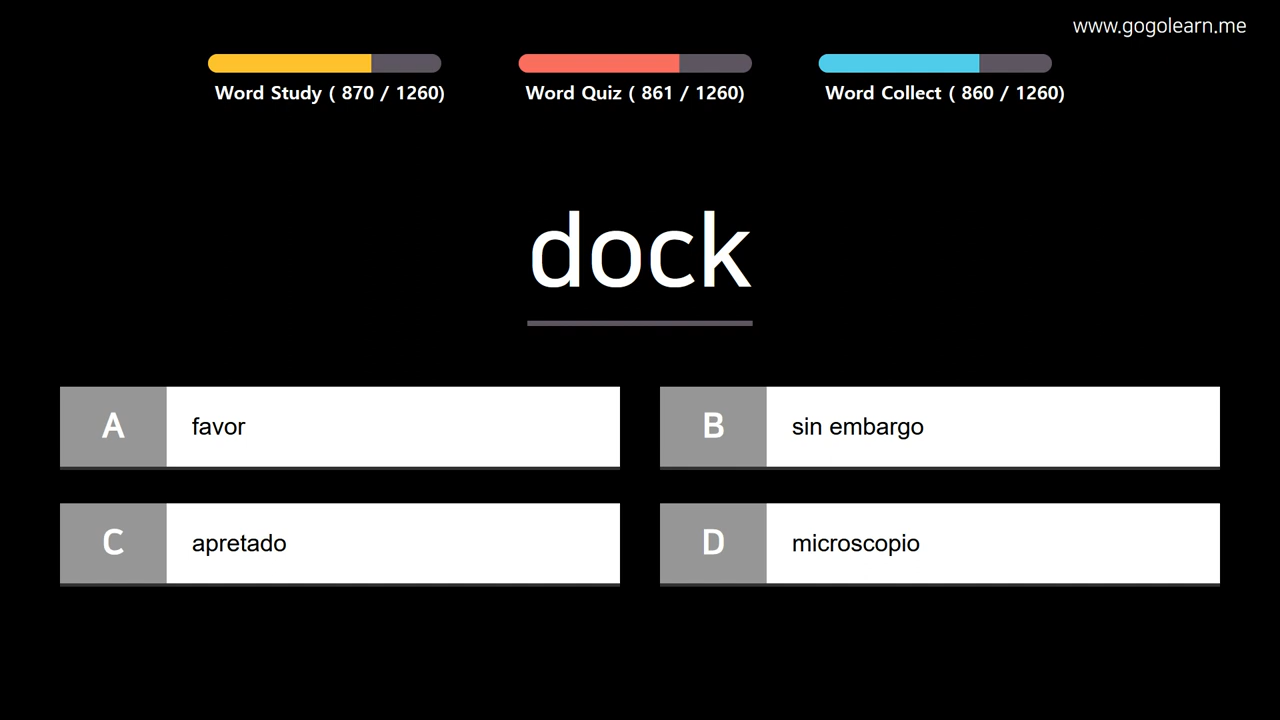 www.gogolearn.me
Word Study ( 870 / 1260)
Word Quiz ( 861 / 1260)
Word Collect ( 860 / 1260)
dock
A
favor
B
sin embargo
C
apretado
D
microscopio